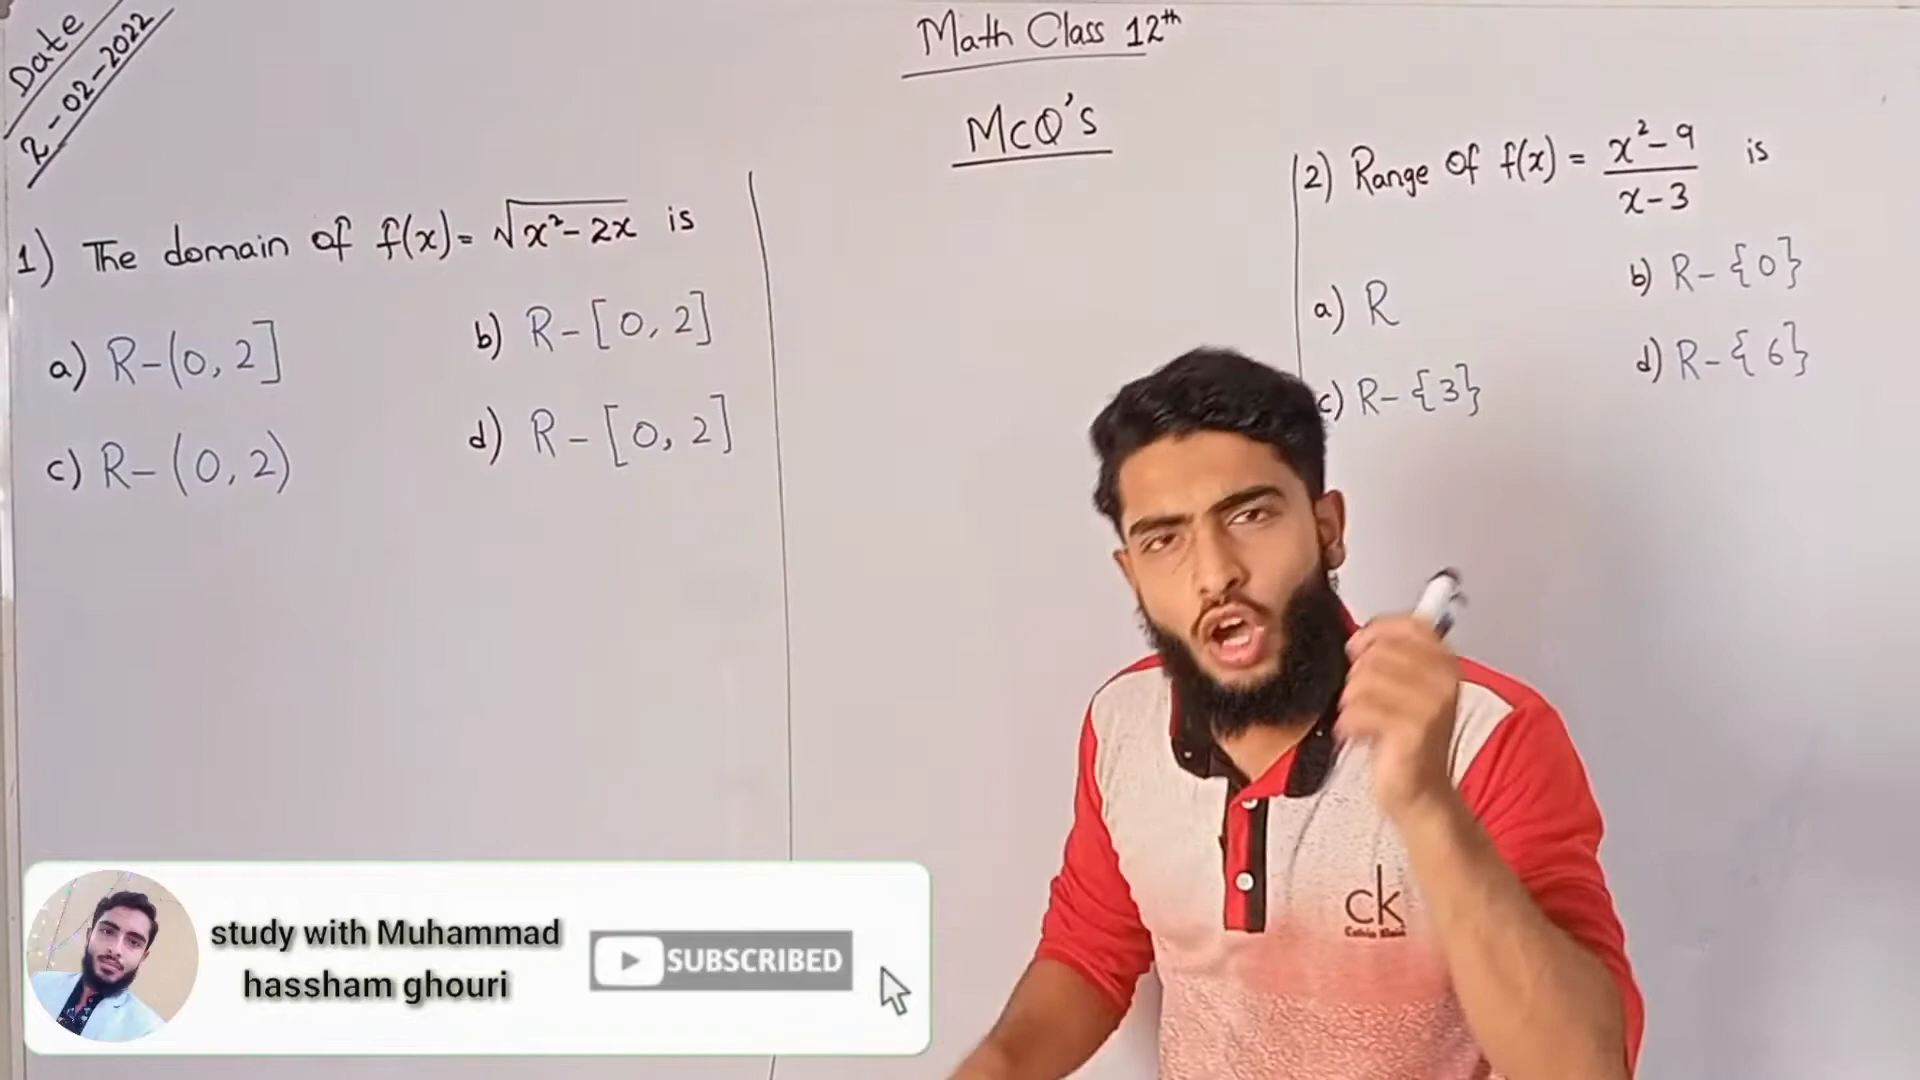 Date
2-02-2022
Math Class 12th
MCQ's
1) The domain of f(x)= √x²-2x is
a) R-(0, 2]
b) R-[0, 2]
c) R-(0, 2)
d) R-[0, 2]
(2) Range of f(x) = x²-9 / x-3 is
a) R
b) R-{0}
c) R-{3}
d) R-{6}
ck
Calvin Klein
study with Muhammad
hassham ghouri
SUBSCRIBED